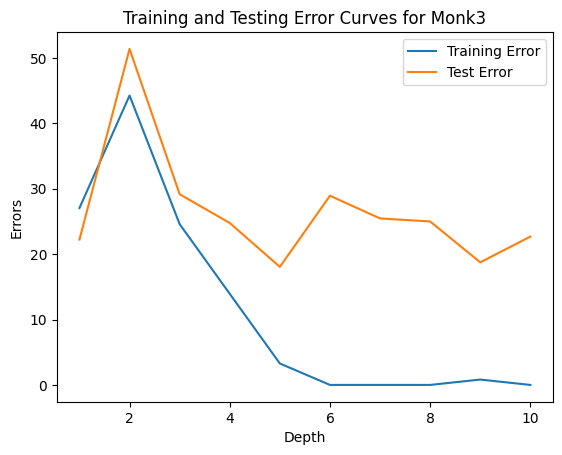 Training and Testing Error Curves for Monk3
Training Error
Test Error
Errors
50
40
30
20
10
0
2
4
6
8
10
Depth